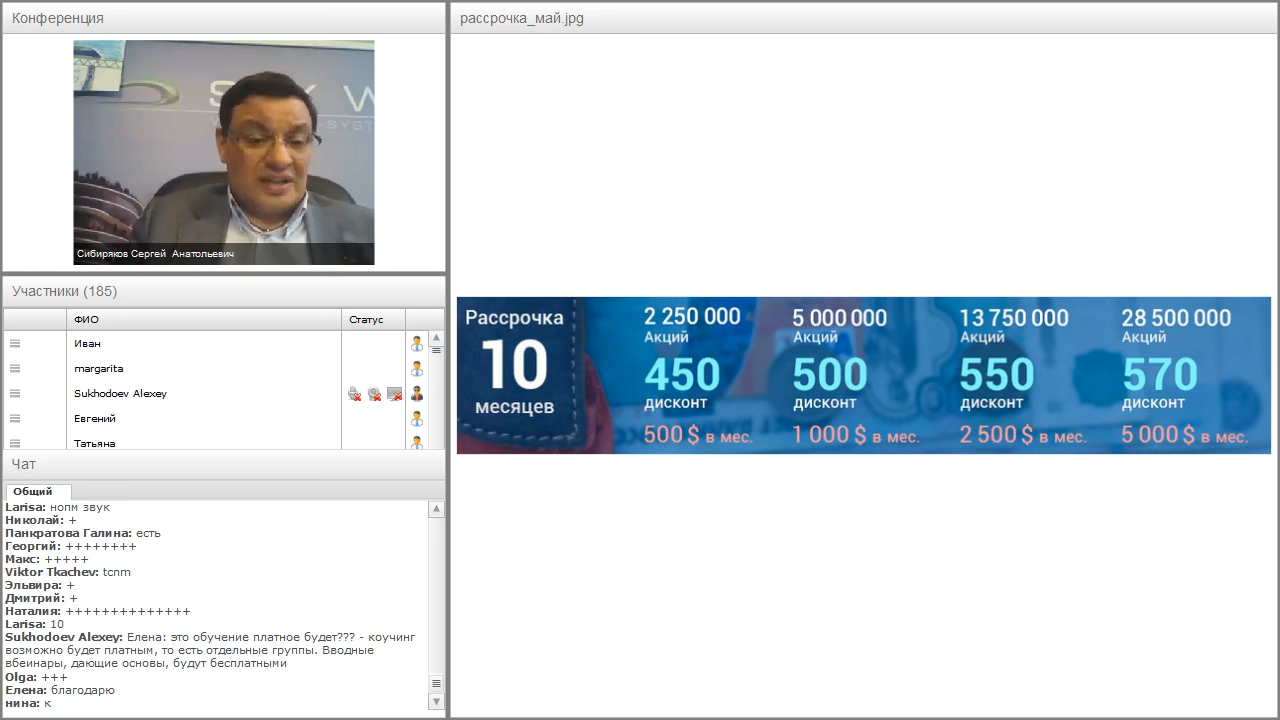 Конференция
S K Y W
SYST
Сибиряков Сергей Анатольевич
Участники (185)
ФИО
Статус
Иван
margarita
Sukhodoev Alexey
Евгений
Татьяна
Чат
Общий
Larisa: нопм звук
Николай: +
Панкратова Галина: есть
Георгий: ++++++++
Макс: +++++
Viktor Tkachev: tcnm
Эльвира: +
Дмитрий: +
Наталия: ++++++++++++++
Larisa: 10
Sukhodoev Alexey: Елена: это обучение платное будет??? - коучинг
возможно будет платным, то есть отдельные группы. Вводные
вбеинары, дающие основы, будут бесплатными
Olga: +++
Елена: благодарю
нина: к
рассрочка_май.jpg
Рассрочка
10
месяцев
2 250 000
Акций
450
дисконт
500 $ в мес.
5 000 000
Акций
500
дисконт
1 000 $ в мес.
13 750 000
Акций
550
дисконт
2 500 $ в мес.
28 500 000
Акций
570
дисконт
5 000 $ в мес.